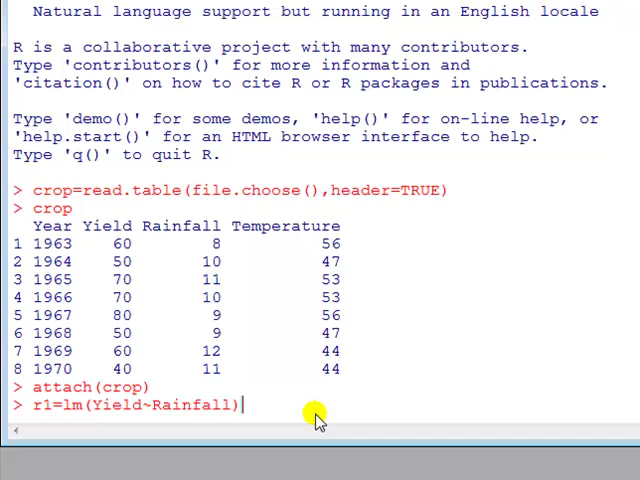 Natural language support but running in an English locale
R is a collaborative project with many contributors.
Type 'contributors()' for more information and
'citation()' on how to cite R or R packages in publications.
Type 'demo()' for some demos, 'help()' for on-line help, or
'help.start()' for an HTML browser interface to help.
Type 'q()' to quit R.
> crop=read.table(file.choose(),header=TRUE)
> crop
Year Yield Rainfall Temperature
1 1963 60 8 56
2 1964 50 10 47
3 1965 70 11 53
4 1966 70 10 53
5 1967 80 9 56
6 1968 50 9 47
7 1969 60 12 44
8 1970 40 11 44
> attach(crop)
> r1=lm(Yield~Rainfall)